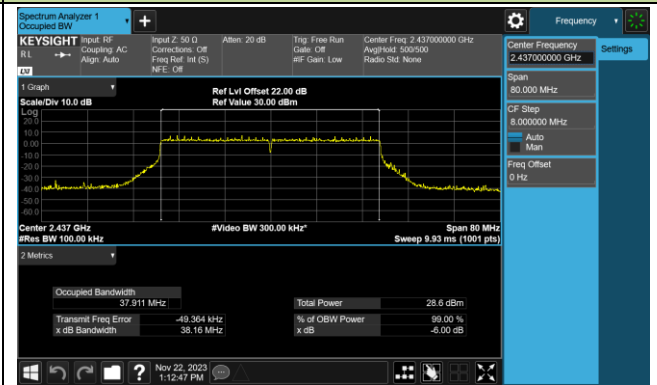 Spectrum Analyzer 1
Occupied BW
+
Frequency
KEYSIGHT
RL
LXI
Input: RF
Coupling: AC
Align: Auto
Input Z: 50 Ω
Corrections: Off
Freq Ref: Int (S)
NFE: Off
Atten: 20 dB
Trig: Free Run
Gate: Off
#IF Gain: Low
Center Freq: 2.437000000 GHz
Avg|Hold: 500/500
Radio Std: None
Center Frequency
2.437000000 GHz
Settings
Span
80.000 MHz
CF Step
8.000000 MHz
Auto
Man
Freq Offset
0 Hz
1 Graph
Scale/Div 10.0 dB
Ref Lvl Offset 22.00 dB
Ref Value 30.00 dBm
Log
20.0
10.0
0.00
-10.0
-20.0
-30.0
-40.0
-50.0
-60.0
Center 2.437 GHz
#Res BW 100.00 kHz
#Video BW 300.00 kHz*
Span 80 MHz
Sweep 9.93 ms (1001 pts)
2 Metrics
Occupied Bandwidth
37.911 MHz
Total Power 28.6 dBm
Transmit Freq Error -49.364 kHz
% of OBW Power 99.00 %
x dB Bandwidth 38.16 MHz
x dB -6.00 dB
?
Nov 22, 2023
1:12:47 PM